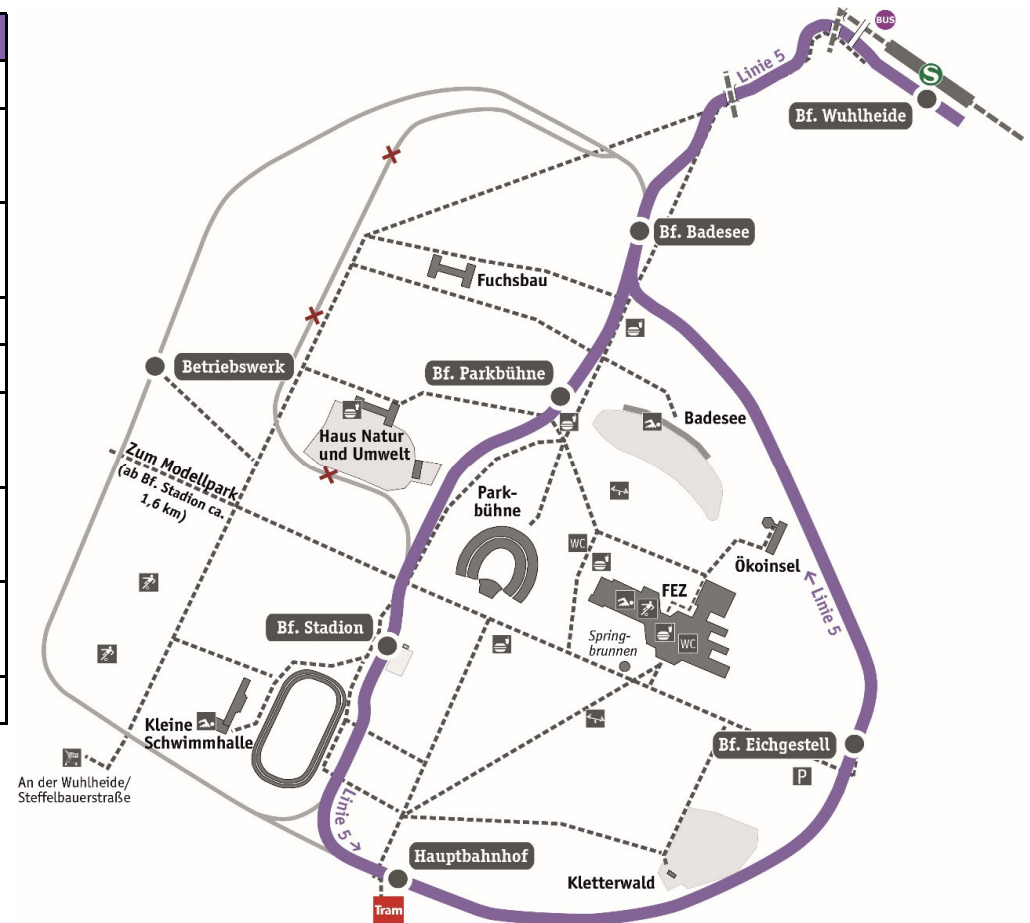 BUS
Linie 5
S
Bf. Wuhlheide
Bf. Badesee
Fuchsbau
Betriebswerk
Bf. Parkbühne
Badesee
Haus Natur
und Umwelt
Zum Modellpark
(ab Bf. Stadion ca.
1,6 km)
Park-
bühne
WC
Ökoinsel
FEZ
← Linie 5
Bf. Stadion
Spring-
brunnen
WC
Kleine
Schwimmhalle
Bf. Eichgestell
P
An der Wuhlheide/
Steffelbauerstraße
Linie 5 →
Hauptbahnhof
Kletterwald
Tram